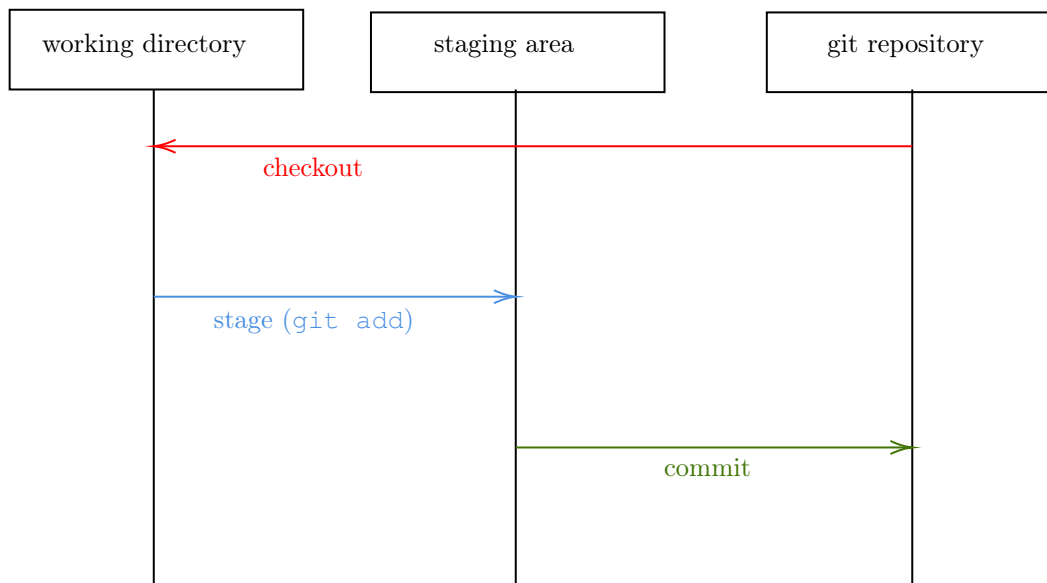 working directory
staging area
git repository
checkout
stage (git add)
commit